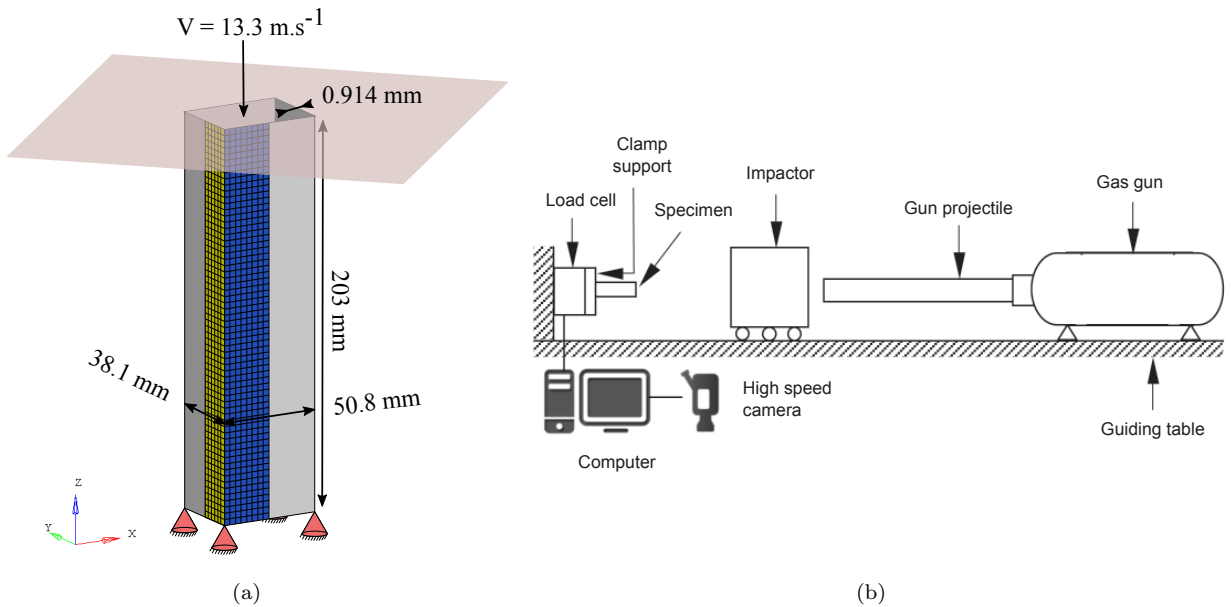 V = 13.3 m.s-1
0.914 mm
203 mm
38.1 mm
50.8 mm
Z
Y
X
(a)
Clamp
support
Load cell
Specimen
Impactor
Gun projectile
Gas gun
High speed
camera
Computer
Guiding table
(b)